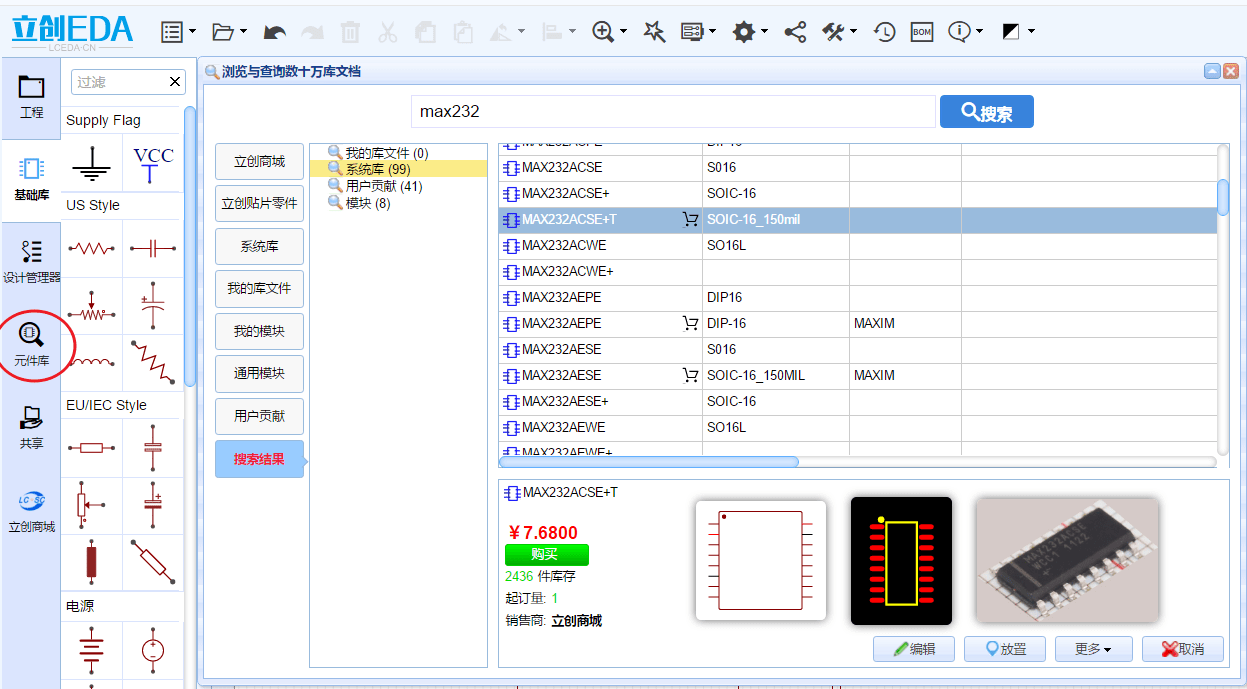 立创EDA
LCEDA·CN
BOM
工程
基础库
设计管理器
元件库
共享
LCSC
立创商城
过滤
Supply Flag
VCC
US Style
EU/IEC Style
电源
浏览与查询数十万库文档
max232
搜索
立创商城
立创贴片零件
系统库
我的库文件
我的模块
通用模块
用户贡献
搜索结果
我的库文件 (0)
系统库 (99)
用户贡献 (41)
模块 (8)
MAX232ACSE S016
MAX232ACSE+ SOIC-16
MAX232ACSE+T SOIC-16_150mil
MAX232ACWE SO16L
MAX232ACWE+
MAX232AEPE DIP16
MAX232AEPE DIP-16 MAXIM
MAX232AESE S016
MAX232AESE SOIC-16_150MIL MAXIM
MAX232AESE+ SOIC-16
MAX232AEWE SO16L
MAX232AEWE+
MAX232ACSE+T
￥7.6800
购买
2436 件库存
起订量: 1
销售商: 立创商城
MAX232ACSE
编辑
放置
更多
取消